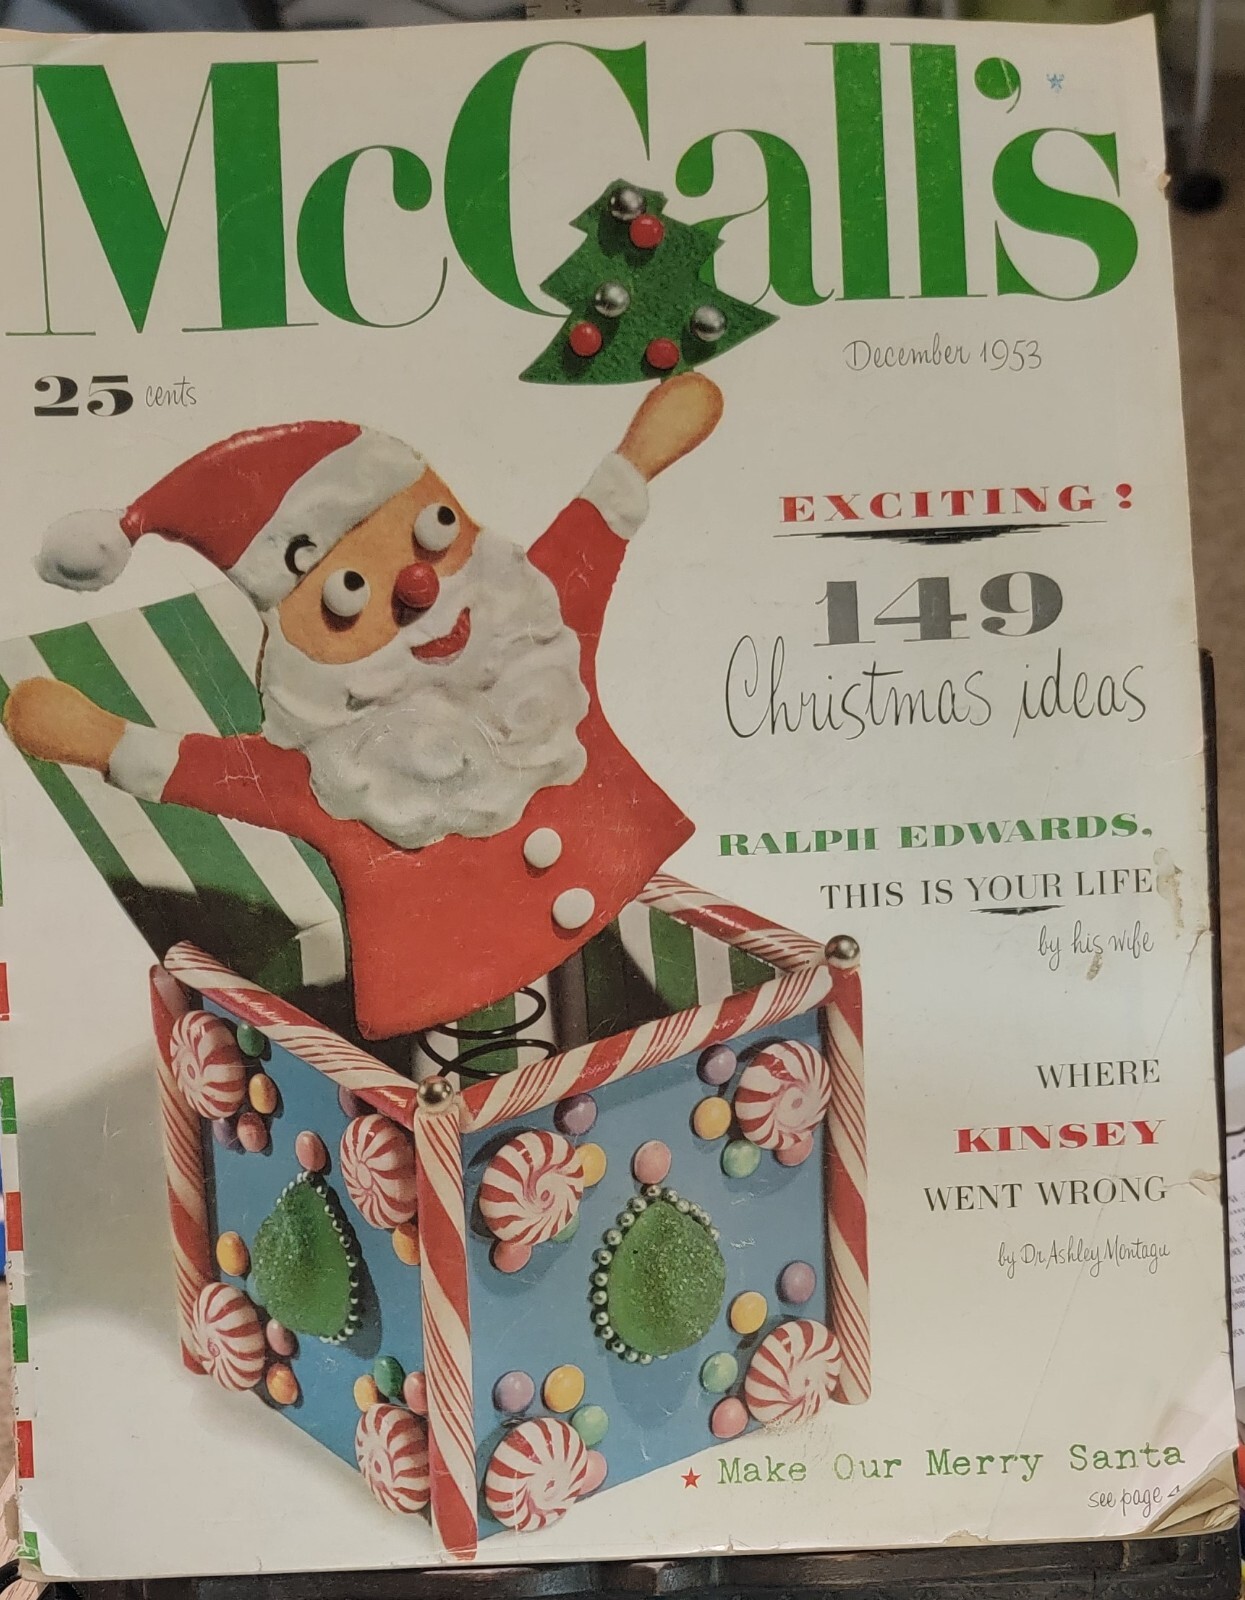 McCall's
December 1953
25 cents
EXCITING!
149
Christmas ideas
RALPH EDWARDS,
THIS IS YOUR LIFE
by his wife
WHERE
KINSEY
WENT WRONG
by Dr Ashley Montagu
★ Make Our Merry Santa
see page